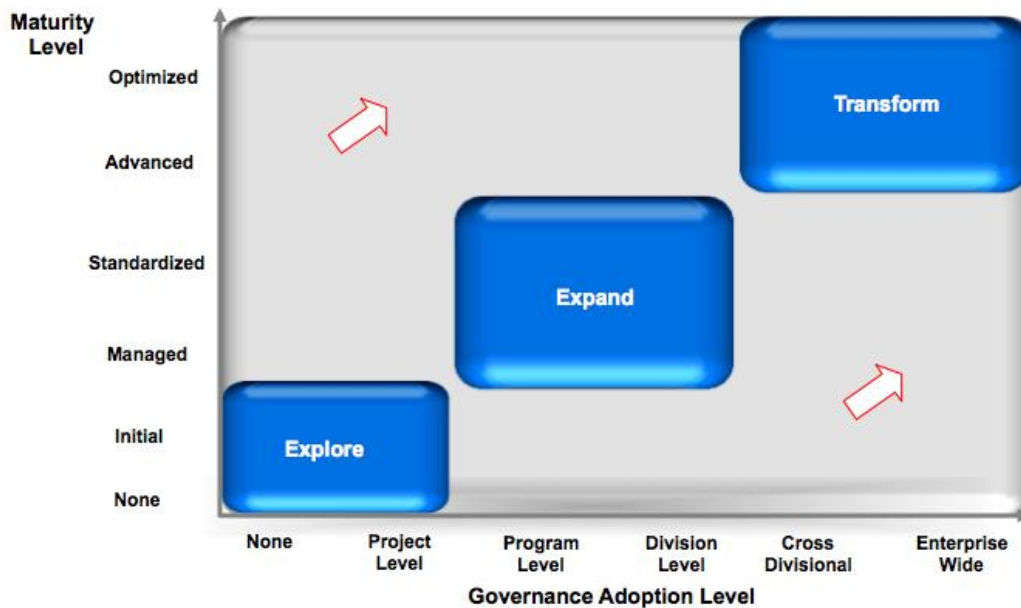 Maturity
Level
Optimized
Transform
Advanced
Standardized
Expand
Managed
Initial
Explore
None
None
Project
Level
Program
Level
Division
Level
Cross
Divisional
Enterprise
Wide
Governance Adoption Level